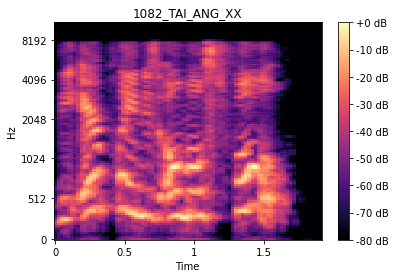 1082_TAI_ANG_XX
+0 dB
8192
-10 dB
4096
-20 dB
-30 dB
2048
Hz
-40 dB
1024
-50 dB
512
-60 dB
-70 dB
0
-80 dB
0
0.5
1
1.5
Time